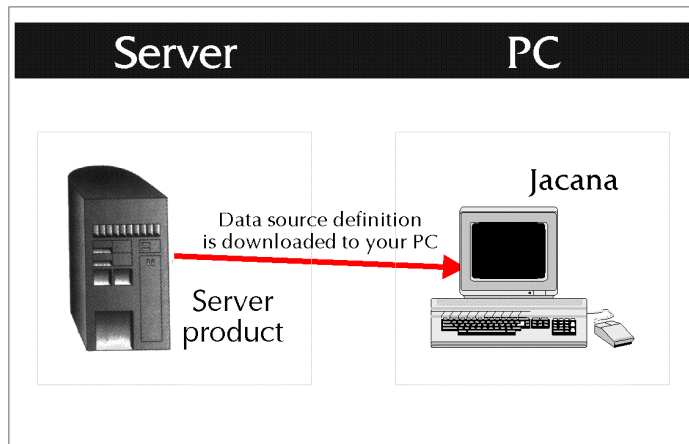 Server
PC
Jacana
Data source definition
is downloaded to your PC
Server
product